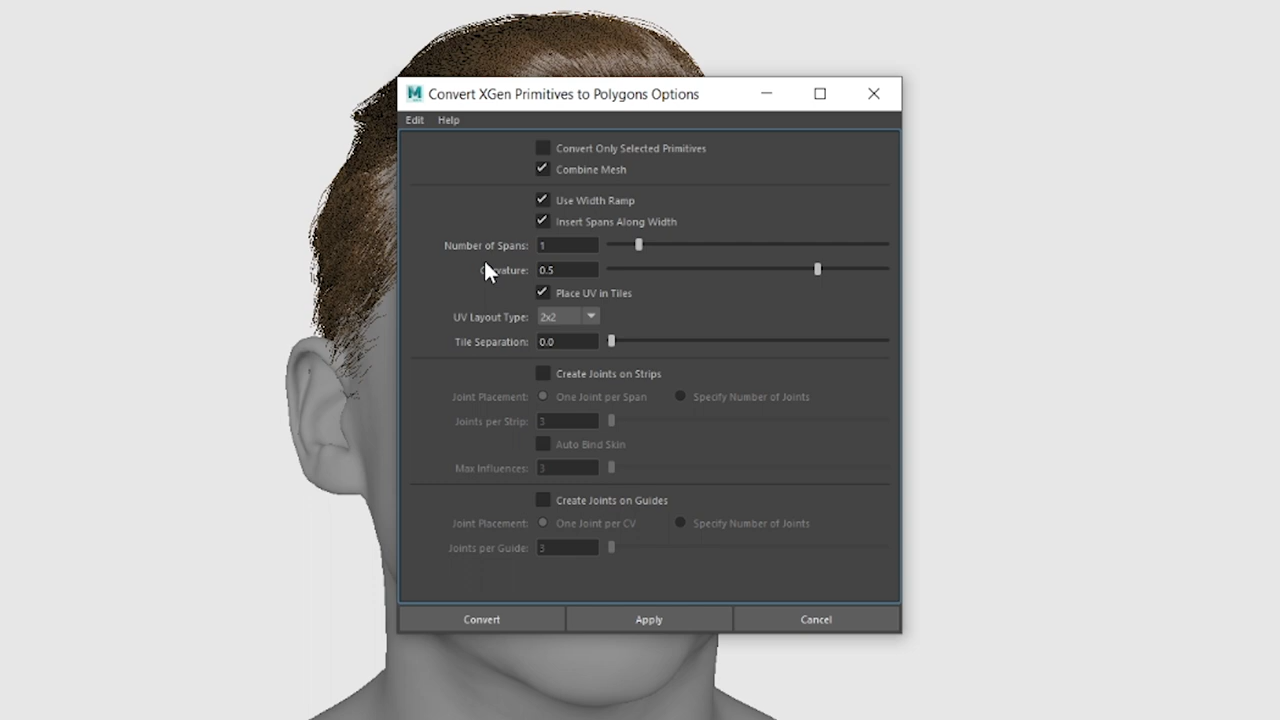 Convert XGen Primitives to Polygons Options
Edit Help
Convert Only Selected Primitives
Combine Mesh
Use Width Ramp
Insert Spans Along Width
Number of Spans: 1
0.5
Place UV in Tiles
UV Layout Type: 2x2
Tile Separation: 0.0
Create Joints on Strips
Joint Placement: One Joint per Span Specify Number of Joints
Joints per Strip: 3
Auto Bind Skin
Max Influences: 3
Create Joints on Guides
Joint Placement: One Joint per CV Specify Number of Joints
Joints per Guide: 3
Convert Apply Cancel